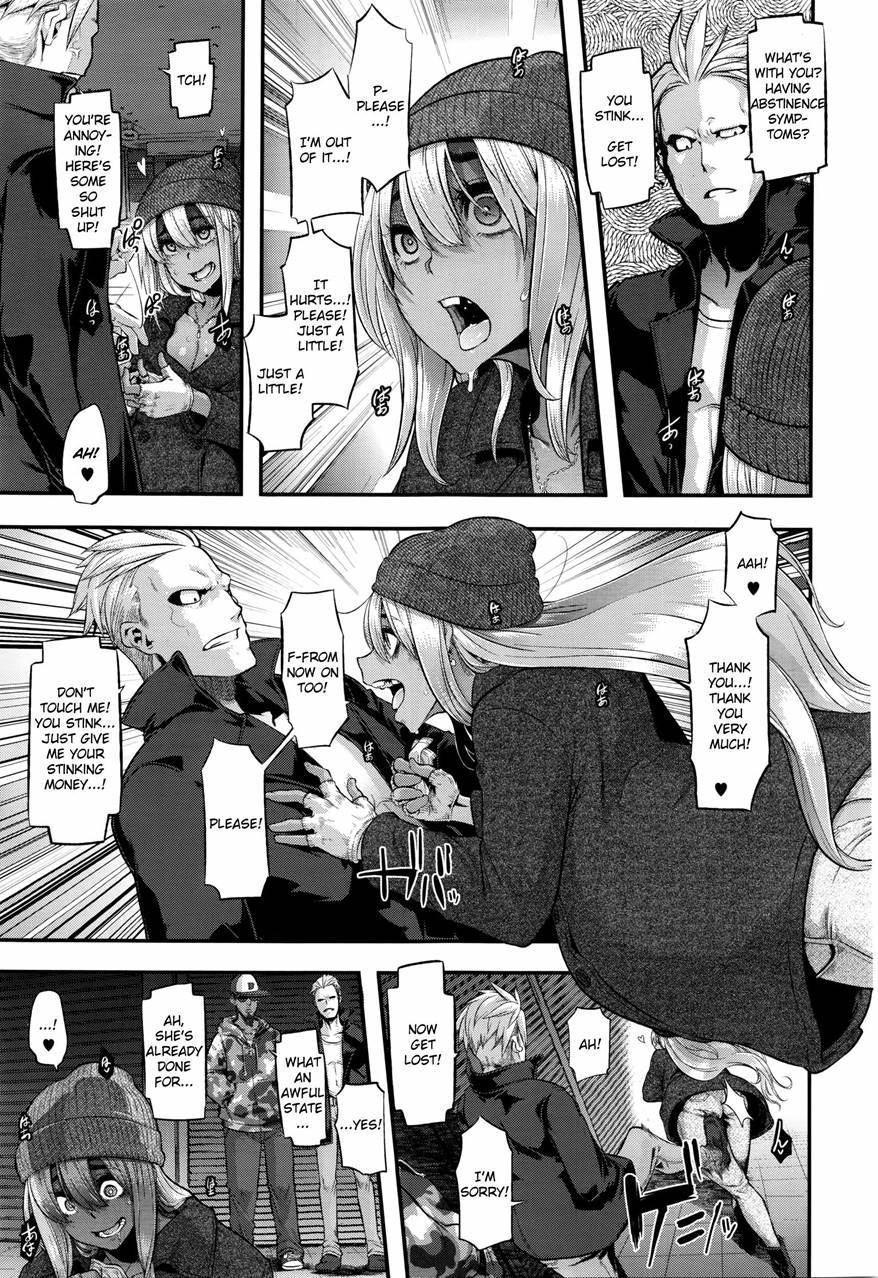 WHAT'S
WITH YOU?
HAVING
ABSTINENCE
SYMP-
TOMS?
YOU
STINK...
GET
LOST!
P-
PLEASE
...!
I'M OUT
OF IT...!
IT
HURTS...!
PLEASE!
JUST A
LITTLE!
JUST A
LITTLE!
TCH!
YOU'RE
ANNOY-
ING!
HERE'S
SOME
SO
SHUT
UP!
AH!
♥
AAH!
♥
THANK
YOU...!
THANK
YOU
VERY
MUCH!
♥
F-FROM
NOW ON
TOO!
PLEASE!
DON'T
TOUCH ME!
YOU STINK...
JUST GIVE
ME YOUR
STINKING
MONEY...!
ガバッ
AH!
NOW
GET
LOST!
I'M
SORRY!
...YES!
WHAT
AN
AWFUL
STATE
...
AH,
SHE'S
ALREADY
DONE
FOR...
...!
♥